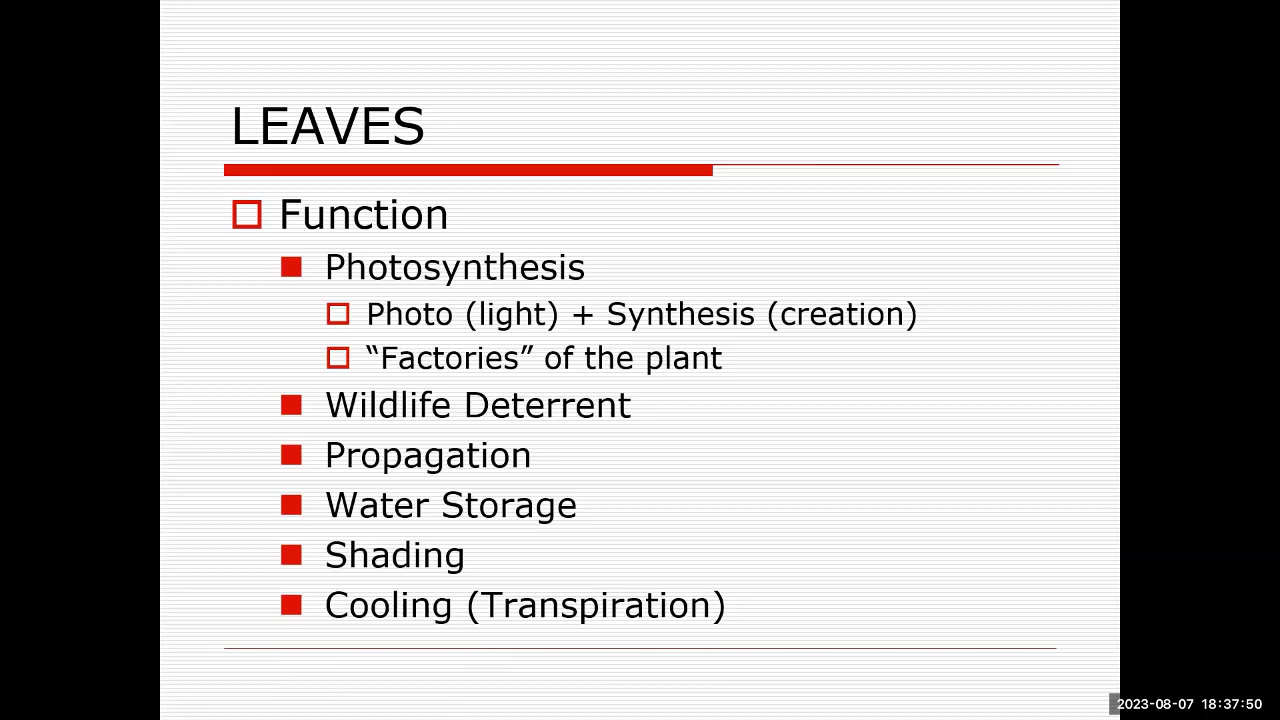 LEAVES
Function
Photosynthesis
Photo (light) + Synthesis (creation)
“Factories” of the plant
Wildlife Deterrent
Propagation
Water Storage
Shading
Cooling (Transpiration)
2023-08-07 18:37:50